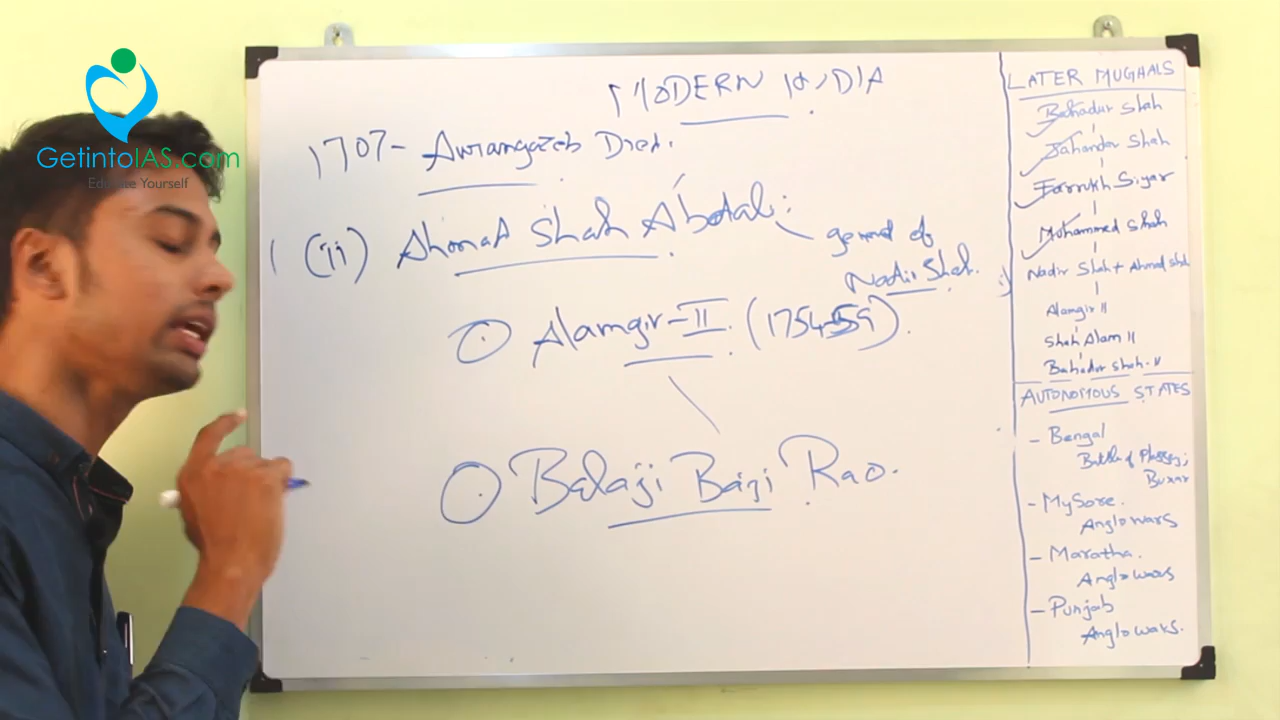 GetintoIAS.com
Educate Yourself
MODERN INDIA
1707- Aurangazeb Died.
(ii) Ahmad Shah Abdali:
general of
Nadir Shah.
Alamgir-II. (1754-59).
Balaji Baji Rao.
LATER MUGHALS
Bahadur Shah
Jahandar Shah
Farrukh Siyar
Mohammed Shah
Nadir Shah + Ahmad Shah
Alamgir II
Shah Alam II
Bahadur Shah-II
AUTONOMOUS STATES
- Bengal
Battle of Plassey;
Buxar
- Mysore.
Anglo wars
- Maratha.
Anglo wars
- Punjab
Anglo wars.